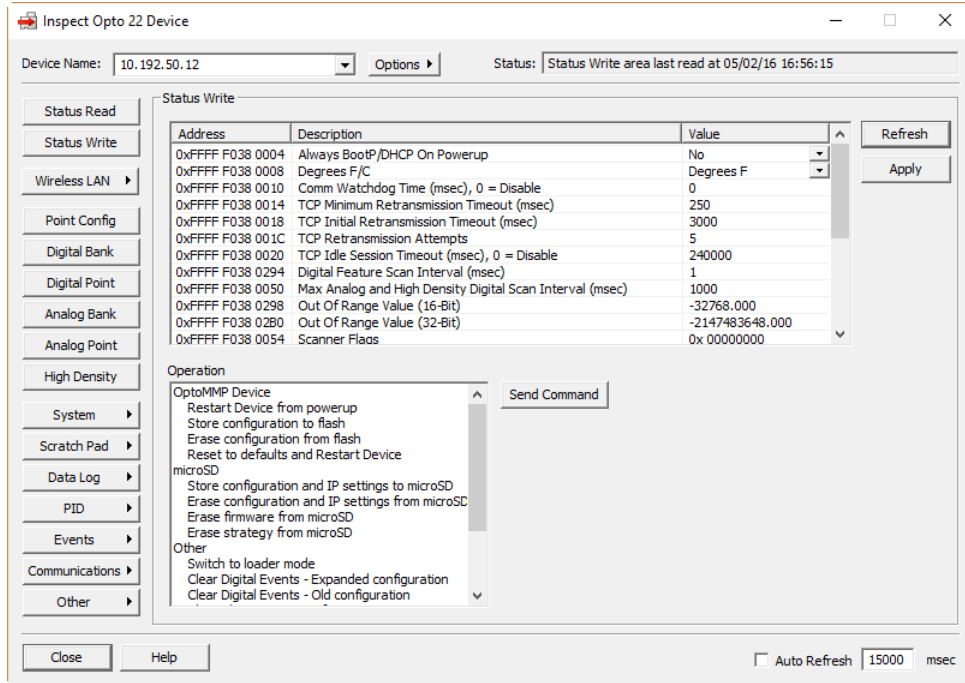 Inspect Opto 22 Device
Device Name: 10.192.50.12 Options Status: Status Write area last read at 05/02/16 16:56:15
Status Read
Status Write
Wireless LAN
Point Config
Digital Bank
Digital Point
Analog Bank
Analog Point
High Density
System
Scratch Pad
Data Log
PID
Events
Communications
Other
Status Write
Address Description Value
0xFFFF F038 0004 Always BootP/DHCP On Powerup No
0xFFFF F038 0008 Degrees F/C Degrees F
0xFFFF F038 0010 Comm Watchdog Time (msec), 0 = Disable 0
0xFFFF F038 0014 TCP Minimum Retransmission Timeout (msec) 250
0xFFFF F038 0018 TCP Initial Retransmission Timeout (msec) 3000
0xFFFF F038 001C TCP Retransmission Attempts 5
0xFFFF F038 0020 TCP Idle Session Timeout (msec), 0 = Disable 240000
0xFFFF F038 0294 Digital Feature Scan Interval (msec) 1
0xFFFF F038 0050 Max Analog and High Density Digital Scan Interval (msec) 1000
0xFFFF F038 0298 Out Of Range Value (16-Bit) -32768.000
0xFFFF F038 02B0 Out Of Range Value (32-Bit) -2147483648.000
0xFFFF F038 0054 Scanner Flags 0x 00000000
Refresh
Apply
Operation
OptoMMP Device
Restart Device from powerup
Store configuration to flash
Erase configuration from flash
Reset to defaults and Restart Device
microSD
Store configuration and IP settings to microSD
Erase configuration and IP settings from microSD
Erase firmware from microSD
Erase strategy from microSD
Other
Switch to loader mode
Clear Digital Events - Expanded configuration
Clear Digital Events - Old configuration
Send Command
Close Help Auto Refresh 15000 msec